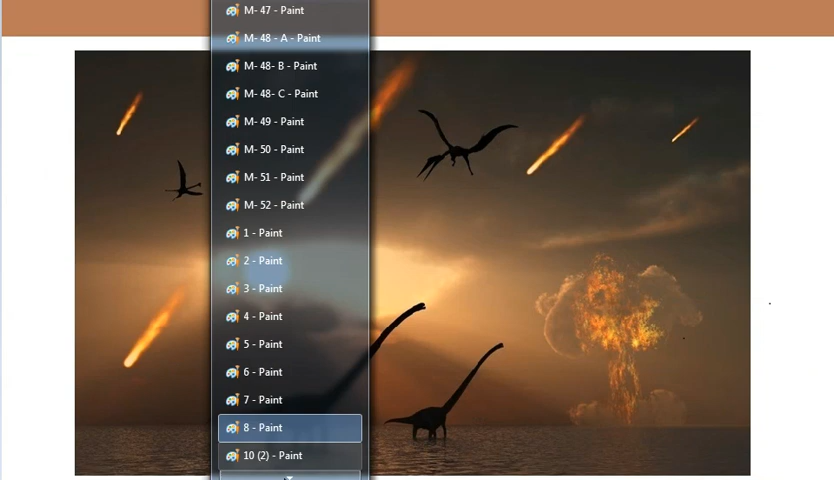 M- 47 - Paint
M- 48 - A - Paint
M- 48- B - Paint
M- 48- C - Paint
M- 49 - Paint
M- 50 - Paint
M- 51 - Paint
M- 52 - Paint
1 - Paint
2 - Paint
3 - Paint
4 - Paint
5 - Paint
6 - Paint
7 - Paint
8 - Paint
10 (2) - Paint